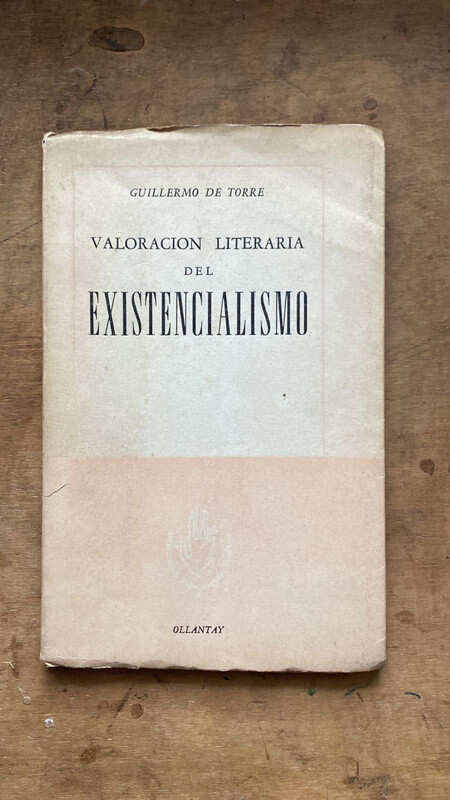 GUILLERMO DE TORRE
VALORACION LITERARIA
DEL
EXISTENCIALISMO
OLLANTAY